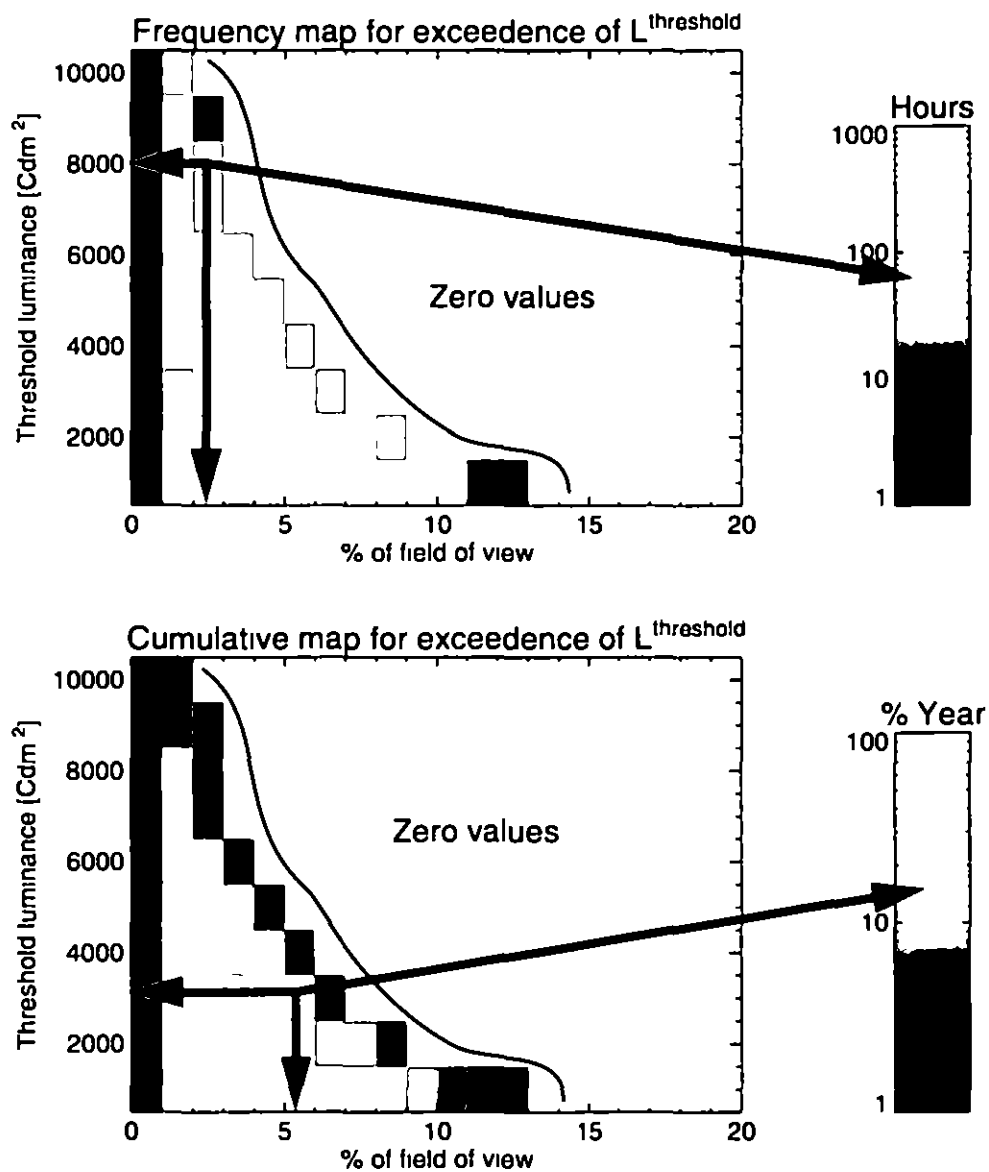 Frequency map for exceedence of L^threshold
Threshold luminance [Cdm ²]
10000
8000
6000
4000
2000
Zero values
0 5 10 15 20
% of field of view
Hours
1000
100
10
1
Cumulative map for exceedence of L^threshold
Threshold luminance [Cdm ²]
10000
8000
6000
4000
2000
Zero values
0 5 10 15 20
% of field of view
% Year
100
10
1